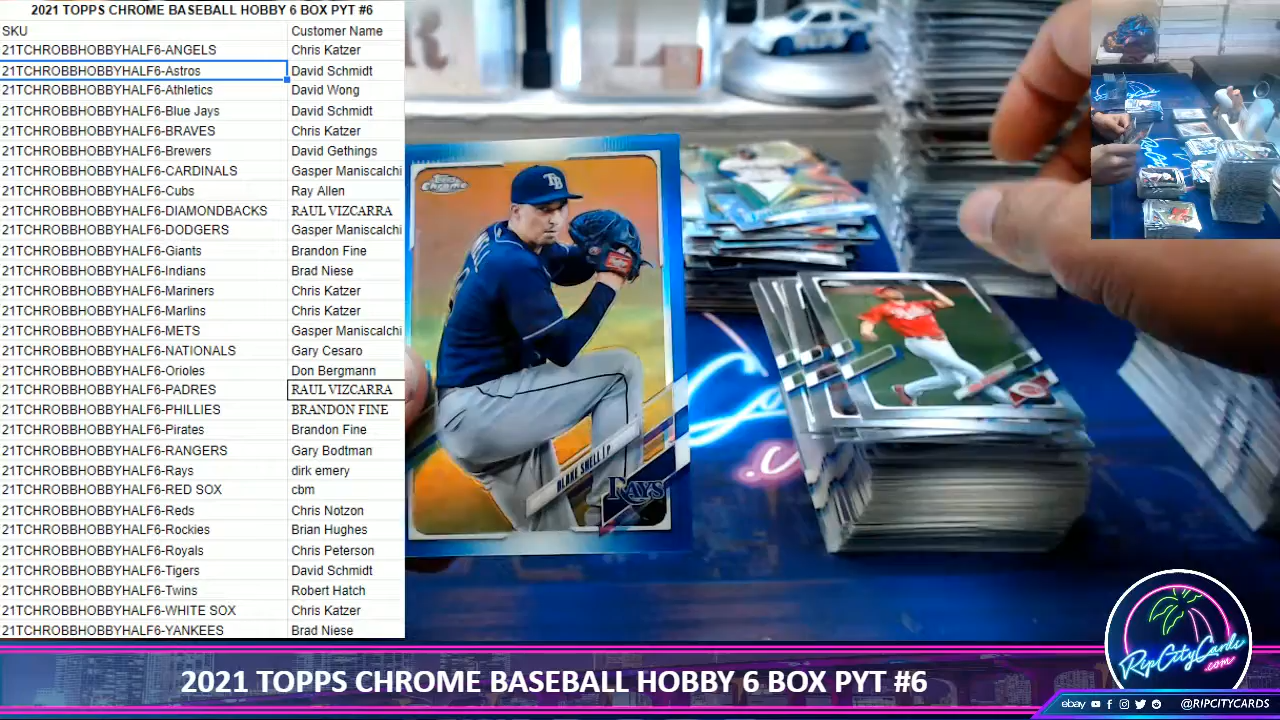 2021 TOPPS CHROME BASEBALL HOBBY 6 BOX PYT #6
SKU Customer Name
21TCHROBBHOBBYHALF6-ANGELS Chris Katzer
21TCHROBBHOBBYHALF6-Astros David Schmidt
21TCHROBBHOBBYHALF6-Athletics David Wong
21TCHROBBHOBBYHALF6-Blue Jays David Schmidt
21TCHROBBHOBBYHALF6-BRAVES Chris Katzer
21TCHROBBHOBBYHALF6-Brewers David Gethings
21TCHROBBHOBBYHALF6-CARDINALS Gasper Maniscalchi
21TCHROBBHOBBYHALF6-Cubs Ray Allen
21TCHROBBHOBBYHALF6-DIAMONDBACKS RAUL VIZCARRA
21TCHROBBHOBBYHALF6-DODGERS Gasper Maniscalchi
21TCHROBBHOBBYHALF6-Giants Brandon Fine
21TCHROBBHOBBYHALF6-Indians Brad Niese
21TCHROBBHOBBYHALF6-Mariners Chris Katzer
21TCHROBBHOBBYHALF6-Marlins Chris Katzer
21TCHROBBHOBBYHALF6-METS Gasper Maniscalchi
21TCHROBBHOBBYHALF6-NATIONALS Gary Cesaro
21TCHROBBHOBBYHALF6-Orioles Don Bergmann
21TCHROBBHOBBYHALF6-PADRES RAUL VIZCARRA
21TCHROBBHOBBYHALF6-PHILLIES BRANDON FINE
21TCHROBBHOBBYHALF6-Pirates Brandon Fine
21TCHROBBHOBBYHALF6-RANGERS Gary Bodtman
21TCHROBBHOBBYHALF6-Rays dirk emery
21TCHROBBHOBBYHALF6-RED SOX cbm
21TCHROBBHOBBYHALF6-Reds Chris Notzon
21TCHROBBHOBBYHALF6-Rockies Brian Hughes
21TCHROBBHOBBYHALF6-Royals Chris Peterson
21TCHROBBHOBBYHALF6-Tigers David Schmidt
21TCHROBBHOBBYHALF6-Twins Robert Hatch
21TCHROBBHOBBYHALF6-WHITE SOX Chris Katzer
21TCHROBBHOBBYHALF6-YANKEES Brad Niese
Topps Chrome
TB
BLAKE SNELL | P
RAYS
RipCityCards
.com
2021 TOPPS CHROME BASEBALL HOBBY 6 BOX PYT #6
ebay @RIPCITYCARDS